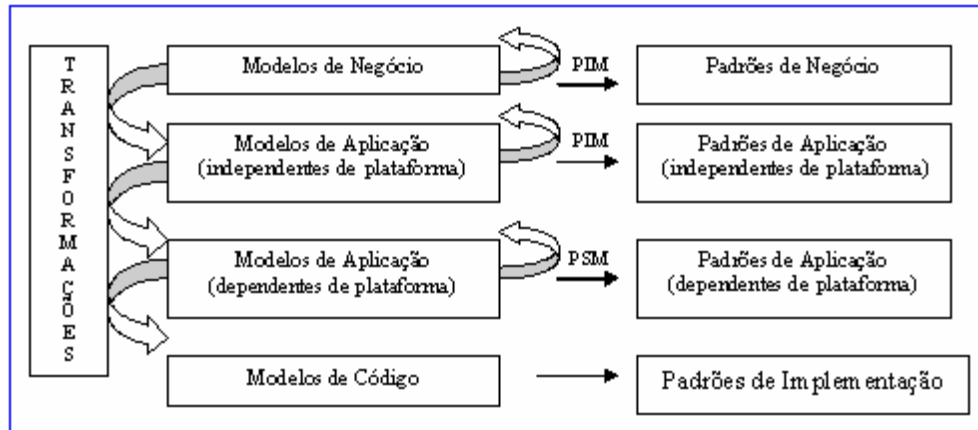 TRANSFORMAÇÕES
Modelos de Negócio
PIM
Padrões de Negócio
Modelos de Aplicação
(independentes de plataforma)
PIM
Padrões de Aplicação
(independentes de plataforma)
Modelos de Aplicação
(dependentes de plataforma)
PSM
Padrões de Aplicação
(dependentes de plataforma)
Modelos de Código
Padrões de Implementação